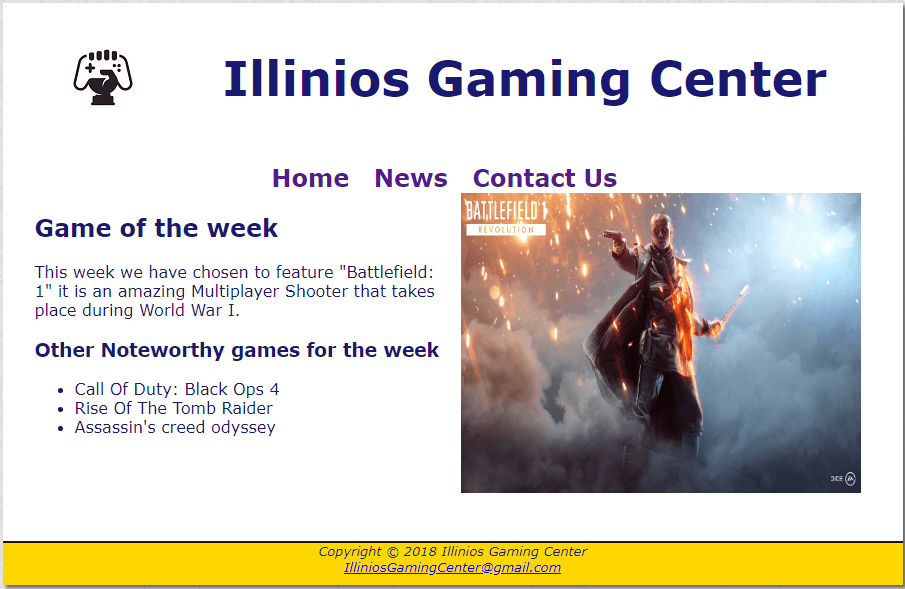 Illinios Gaming Center
Home News Contact Us
Game of the week
This week we have chosen to feature "Battlefield:
1" it is an amazing Multiplayer Shooter that takes
place during World War I.
Other Noteworthy games for the week
Call Of Duty: Black Ops 4
Rise Of The Tomb Raider
Assassin's creed odyssey
BATTLEFIELD 1
REVOLUTION
DICE EA
Copyright © 2018 Illinios Gaming Center
IlliniosGamingCenter@gmail.com